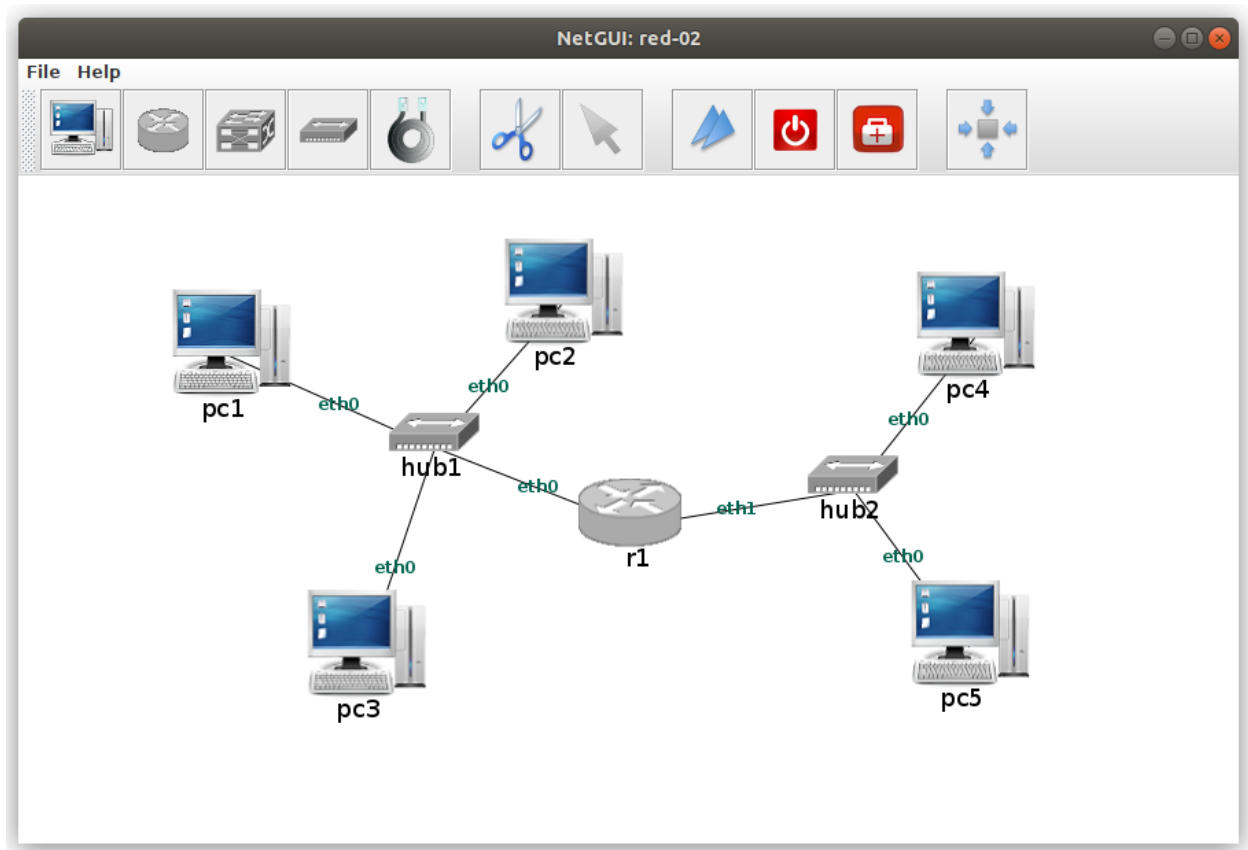 NetGUI: red-02
File Help
pc2
pc4
pc1
eth0
eth0
eth0
hub1
eth0
eth1
hub2
r1
eth0
eth0
pc3
pc5